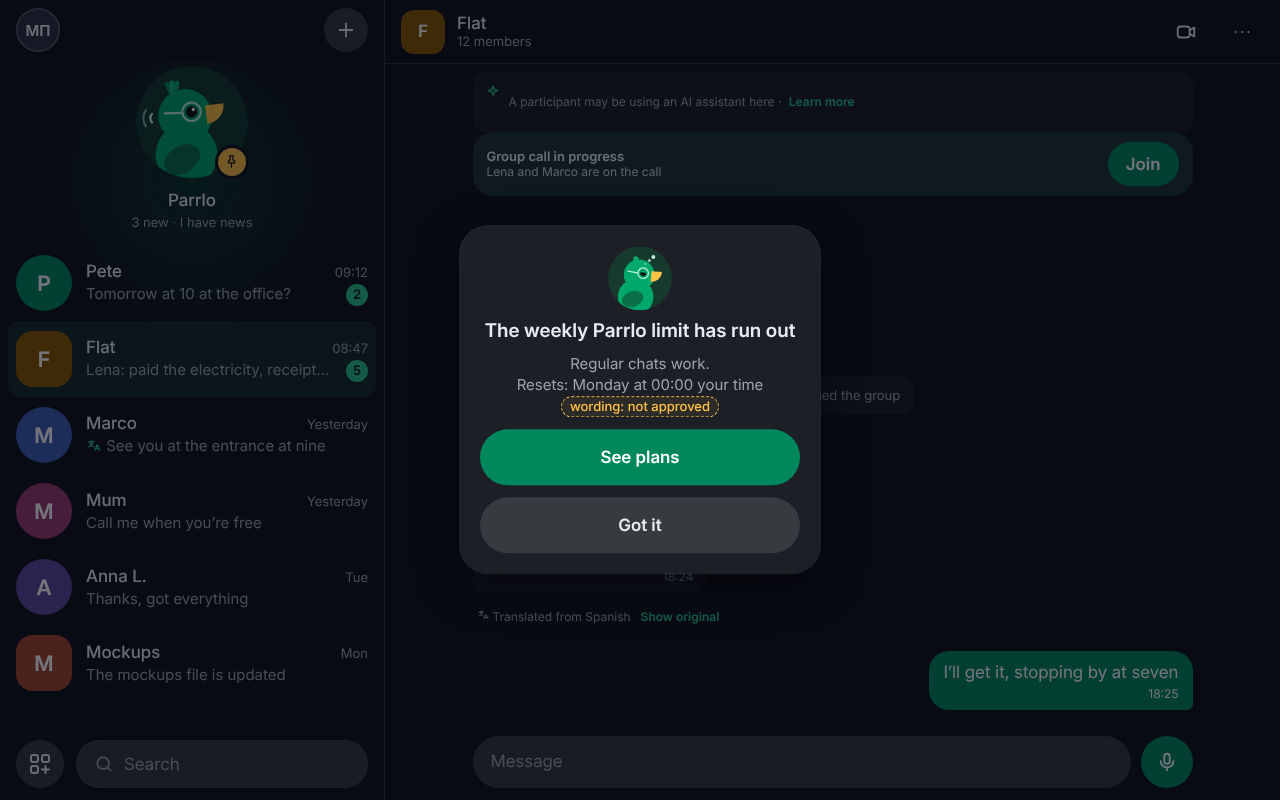 МП
Parrlo
3 new · I have news
Pete
09:12
Tomorrow at 10 at the office?
2
Flat
08:47
Lena: paid the electricity, receipt...
5
Marco
Yesterday
See you at the entrance at nine
Mum
Yesterday
Call me when you’re free
Anna L.
Tue
Thanks, got everything
Mockups
Mon
The mockups file is updated
Search
Flat
12 members
A participant may be using an AI assistant here · Learn more
Group call in progress
Lena and Marco are on the call
Join
the group
The weekly Parrlo limit has run out
Regular chats work.
Resets: Monday at 00:00 your time
wording: not approved
See plans
Got it
18:24
Translated from Spanish Show original
I’ll get it, stopping by at seven
18:25
Message
P
F
M
M
A
M
F